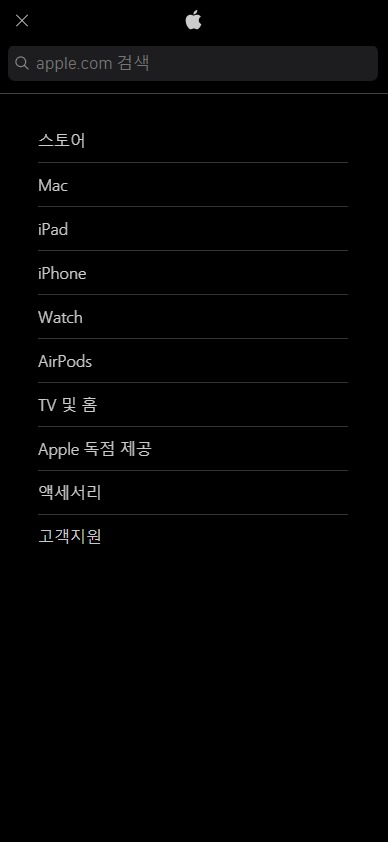 apple.com 검색
스토어
Mac
iPad
iPhone
Watch
AirPods
TV 및 홈
Apple 독점 제공
액세서리
고객지원